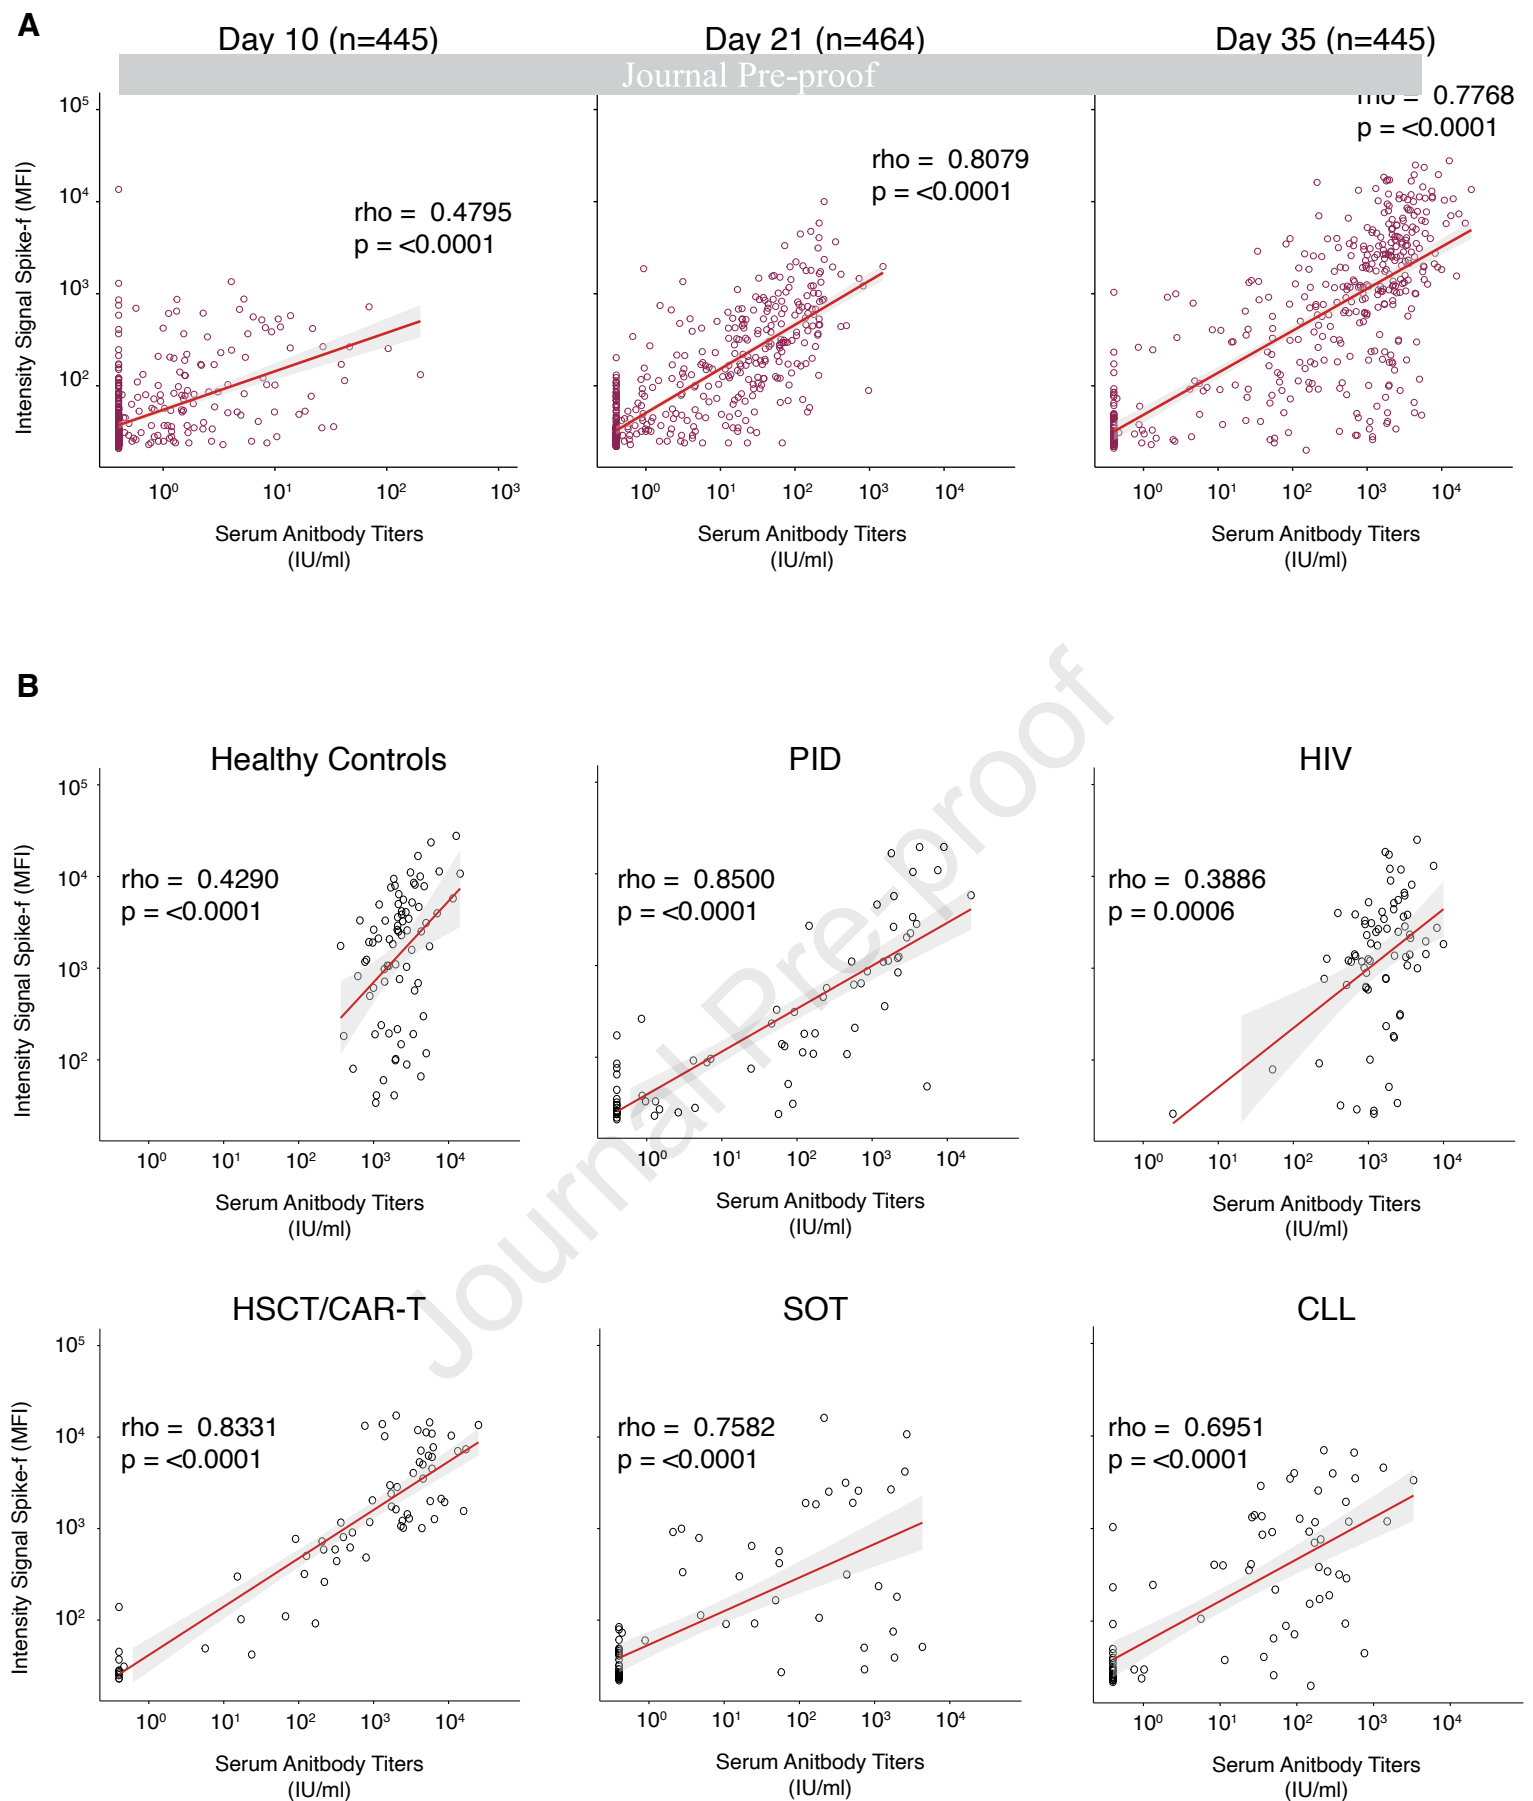 A
Day 10 (n=445)
Day 21 (n=464)
Day 35 (n=445)
Journal Pre-proof
Intensity Signal Spike-f (MFI)
10⁵
10⁴
10³
10²
rho = 0.4795
p = <0.0001
rho = 0.8079
p = <0.0001
rho = 0.7768
p = <0.0001
10⁰ 10¹ 10² 10³
10⁰ 10¹ 10² 10³ 10⁴
10⁰ 10¹ 10² 10³ 10⁴
Serum Anitbody Titers
(IU/ml)
Serum Anitbody Titers
(IU/ml)
Serum Anitbody Titers
(IU/ml)
B
Healthy Controls
PID
HIV
Intensity Signal Spike-f (MFI)
10⁵
10⁴
10³
10²
rho = 0.4290
p = <0.0001
rho = 0.8500
p = <0.0001
rho = 0.3886
p = 0.0006
10⁰ 10¹ 10² 10³ 10⁴
10⁰ 10¹ 10² 10³ 10⁴
10⁰ 10¹ 10² 10³ 10⁴
Serum Anitbody Titers
(IU/ml)
Serum Anitbody Titers
(IU/ml)
Serum Anitbody Titers
(IU/ml)
Journal Pre-proof
HSCT/CAR-T
SOT
CLL
Intensity Signal Spike-f (MFI)
10⁵
10⁴
10³
10²
rho = 0.8331
p = <0.0001
rho = 0.7582
p = <0.0001
rho = 0.6951
p = <0.0001
10⁰ 10¹ 10² 10³ 10⁴
10⁰ 10¹ 10² 10³ 10⁴
10⁰ 10¹ 10² 10³ 10⁴
Serum Anitbody Titers
(IU/ml)
Serum Anitbody Titers
(IU/ml)
Serum Anitbody Titers
(IU/ml)